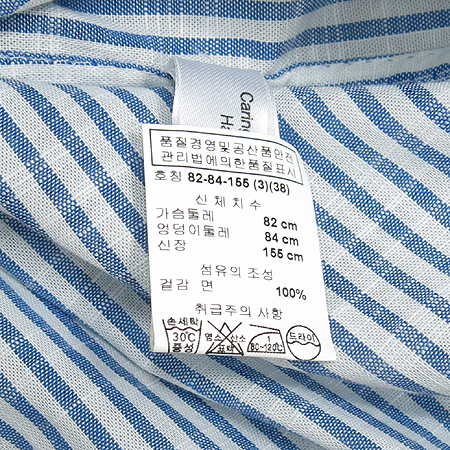 품질경영및공산품안전
관리법에의한품질표시
호칭 82-84-155 (3)(38)
신체치수
가슴둘레 82 cm
엉덩이둘레 84 cm
신장 155 cm
섬유의 조성
겉감 면 100%
취급주의 사항
손세탁
30℃
중성
염소 산소
표백
80-120℃
드라이